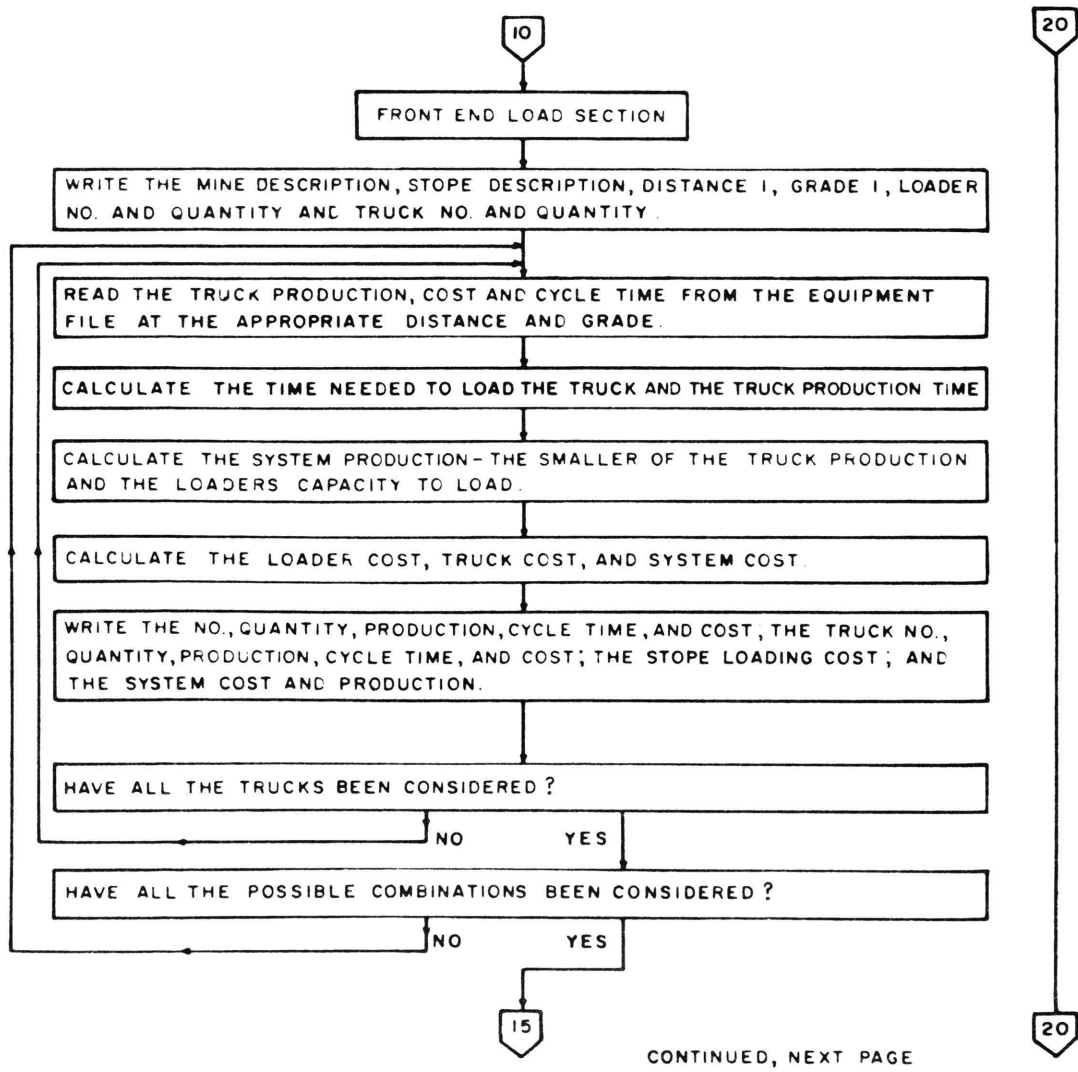 10
20
FRONT END LOAD SECTION
WRITE THE MINE DESCRIPTION, STOPE DESCRIPTION, DISTANCE 1, GRADE 1, LOADER
NO. AND QUANTITY AND TRUCK NO. AND QUANTITY.
READ THE TRUCK PRODUCTION, COST AND CYCLE TIME FROM THE EQUIPMENT
FILE AT THE APPROPRIATE DISTANCE AND GRADE.
CALCULATE THE TIME NEEDED TO LOAD THE TRUCK AND THE TRUCK PRODUCTION TIME
CALCULATE THE SYSTEM PRODUCTION - THE SMALLER OF THE TRUCK PRODUCTION
AND THE LOADERS CAPACITY TO LOAD.
CALCULATE THE LOADER COST, TRUCK COST, AND SYSTEM COST.
WRITE THE NO., QUANTITY, PRODUCTION, CYCLE TIME, AND COST; THE TRUCK NO.,
QUANTITY, PRODUCTION, CYCLE TIME, AND COST; THE STOPE LOADING COST; AND
THE SYSTEM COST AND PRODUCTION.
HAVE ALL THE TRUCKS BEEN CONSIDERED?
NO YES
HAVE ALL THE POSSIBLE COMBINATIONS BEEN CONSIDERED?
NO YES
15
20
CONTINUED, NEXT PAGE